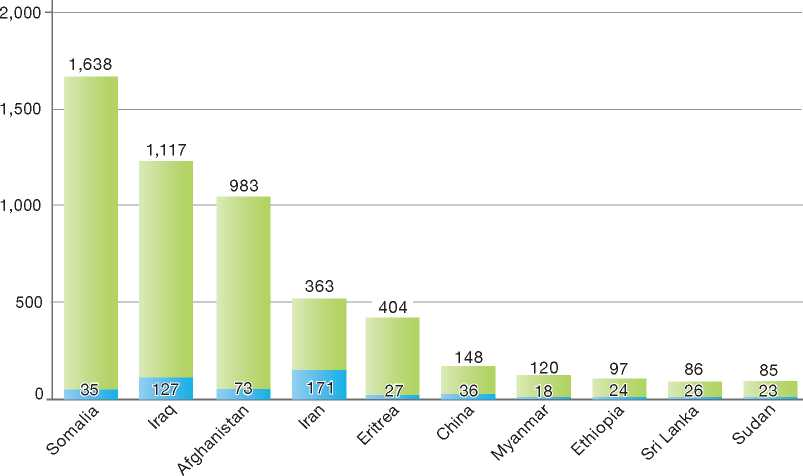 2,000
1,638
1,500
1,117
983
1,000
363
500
404
148
120
97
86
85
0
35
127
73
171
27
36
18
24
26
23
Somalia
Iraq
Afghanistan
Iran
Eritrea
China
Myanmar
Ethiopia
Sri Lanka
Sudan